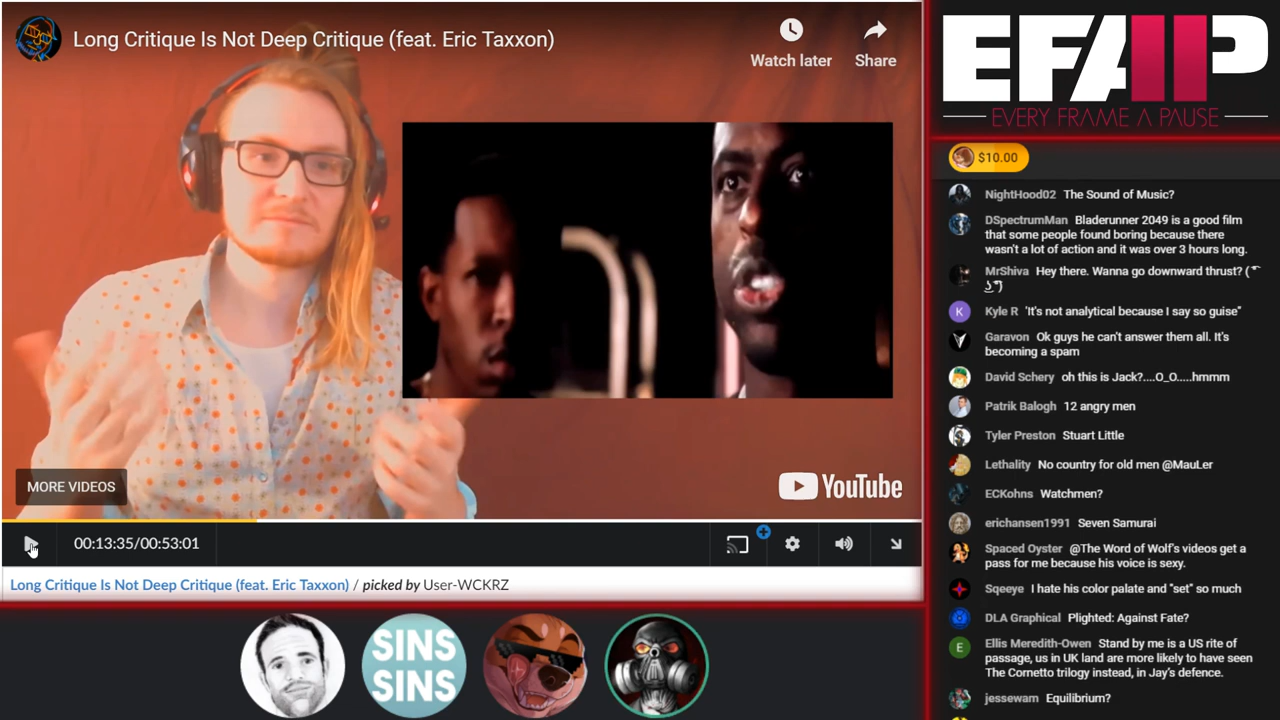 Long Critique Is Not Deep Critique (feat. Eric Taxxon)
Watch later
Share
MORE VIDEOS
YouTube
00:13:35/00:53:01
Long Critique Is Not Deep Critique (feat. Eric Taxxon) / picked by User-WCKRZ
SINS
SINS
EFAP
EVERY FRAME A PAUSE
$10.00
NightHood02 The Sound of Music?
DSpectrumMan Bladerunner 2049 is a good film
that some people found boring because there
wasn't a lot of action and it was over 3 hours long.
MrShiva Hey there. Wanna go downward thrust? ( ͡°
͜ʖ ͡°)
K
Kyle R 'It's not analytical because I say so guise"
Garavon Ok guys he can't answer them all. It's
becoming a spam
David Schery oh this is Jack?....O_O.....hmmm
Patrik Balogh 12 angry men
Tyler Preston Stuart Little
Lethality No country for old men @MauLer
ECKohns Watchmen?
erichansen1991 Seven Samurai
Spaced Oyster @The Word of Wolf's videos get a
pass for me because his voice is sexy.
Sqeeye I hate his color palate and "set" so much
DLA Graphical Plighted: Against Fate?
E
Ellis Meredith-Owen Stand by me is a US rite of
passage, us in UK land are more likely to have seen
The Cornetto trilogy instead, in Jay's defence.
jessewam Equilibrium?